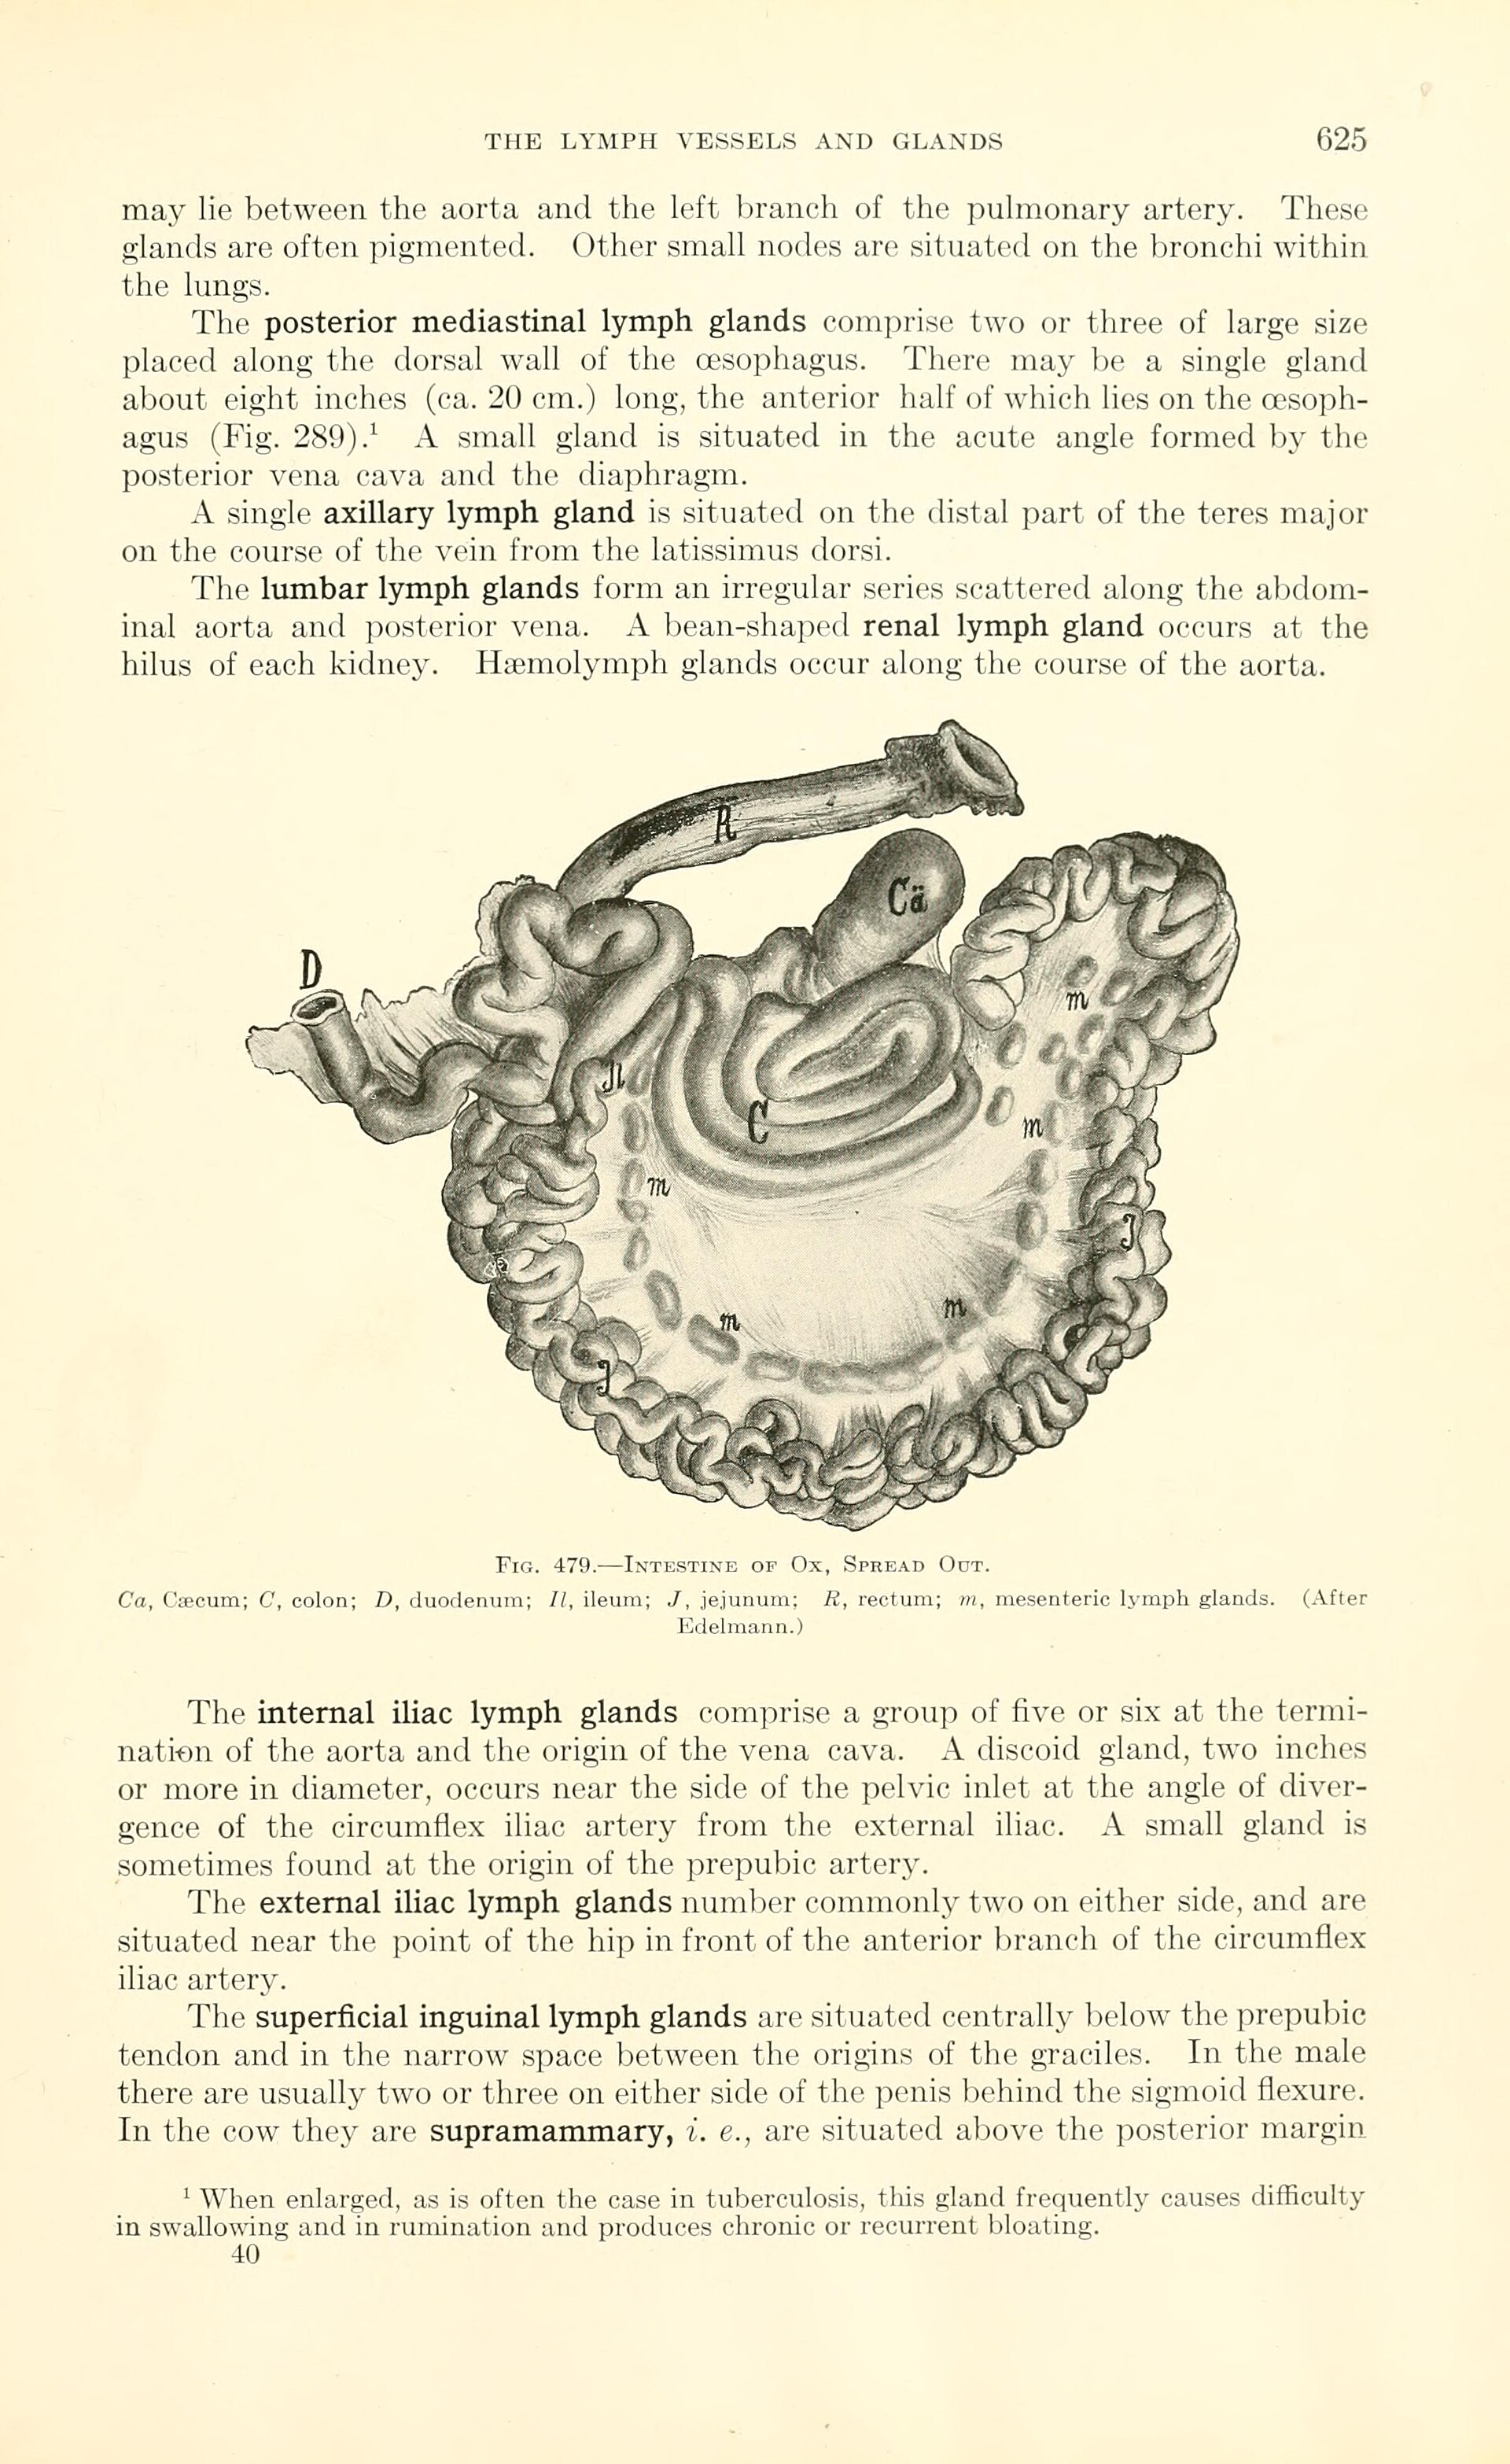 THE LYMPH VESSELS AND GLANDS 625
may lie between the aorta and the left branch of the pulmonary artery. These
glands are often pigmented. Other small nodes are situated on the bronchi within
the lungs.
The posterior mediastinal lymph glands comprise two or three of large size
placed along the dorsal wall of the œsophagus. There may be a single gland
about eight inches (ca. 20 cm.) long, the anterior half of which lies on the œsoph-
agus (Fig. 289).¹ A small gland is situated in the acute angle formed by the
posterior vena cava and the diaphragm.
A single axillary lymph gland is situated on the distal part of the teres major
on the course of the vein from the latissimus dorsi.
The lumbar lymph glands form an irregular series scattered along the abdom-
inal aorta and posterior vena. A bean-shaped renal lymph gland occurs at the
hilus of each kidney. Hæmolymph glands occur along the course of the aorta.
R
Cä
D
m
Jl
C
m
m
J
m
m
J
Fig. 479.—Intestine of Ox, Spread Out.
Ca, Cæcum; C, colon; D, duodenum; Il, ileum; J, jejunum; R, rectum; m, mesenteric lymph glands. (After
Edelmann.)
The internal iliac lymph glands comprise a group of five or six at the termi-
nation of the aorta and the origin of the vena cava. A discoid gland, two inches
or more in diameter, occurs near the side of the pelvic inlet at the angle of diver-
gence of the circumflex iliac artery from the external iliac. A small gland is
sometimes found at the origin of the prepubic artery.
The external iliac lymph glands number commonly two on either side, and are
situated near the point of the hip in front of the anterior branch of the circumflex
iliac artery.
The superficial inguinal lymph glands are situated centrally below the prepubic
tendon and in the narrow space between the origins of the graciles. In the male
there are usually two or three on either side of the penis behind the sigmoid flexure.
In the cow they are supramammary, i. e., are situated above the posterior margin
¹ When enlarged, as is often the case in tuberculosis, this gland frequently causes difficulty
in swallowing and in rumination and produces chronic or recurrent bloating.
40